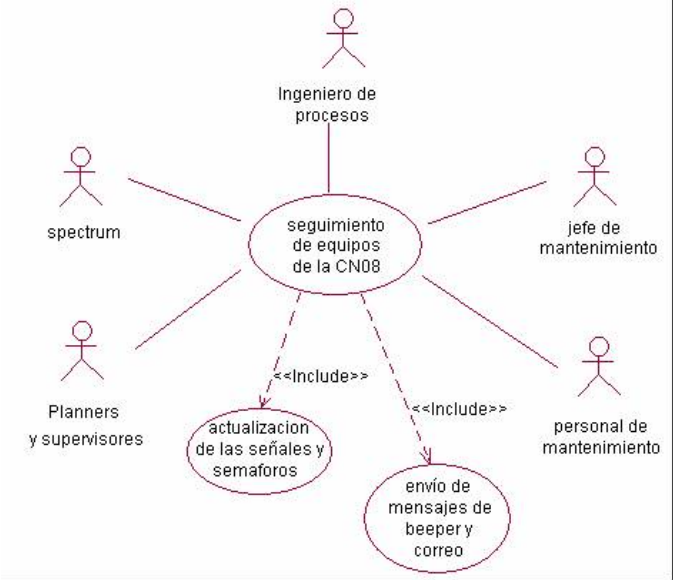 Ingeniero de
procesos
spectrum
seguimiento
de equipos
de la CN08
jefe de
mantenimiento
Planners
y supervisores
<<Include>>
<<Include>>
actualizacion
de las señales y
semaforos
personal de
mantenimiento
envío de
mensajes de
beeper y
correo